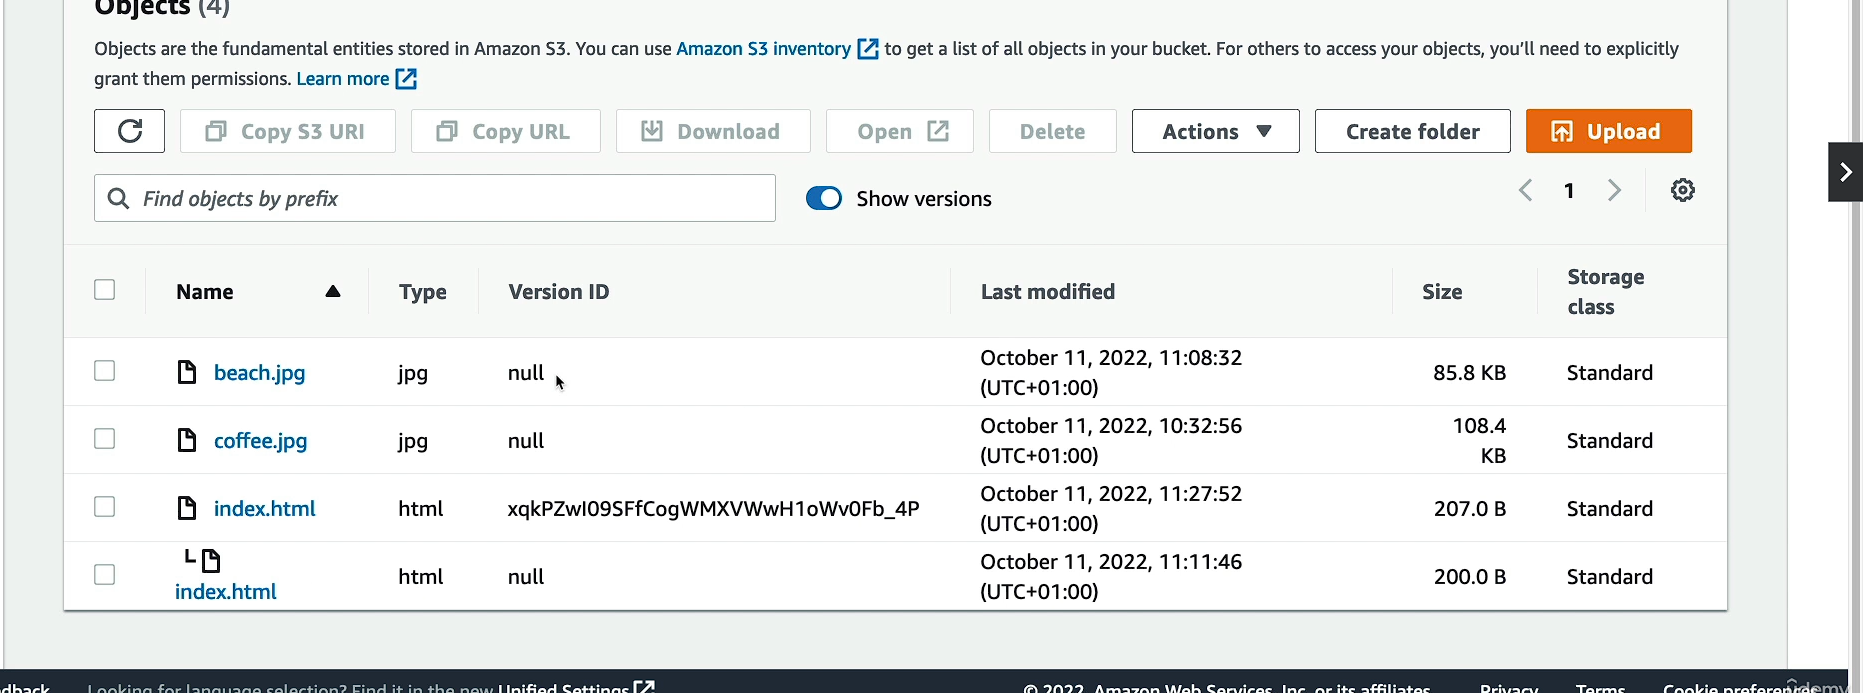 Objects (4)
Objects are the fundamental entities stored in Amazon S3. You can use Amazon S3 inventory to get a list of all objects in your bucket. For others to access your objects, you'll need to explicitly
grant them permissions. Learn more
Copy S3 URI Copy URL Download Open Delete Actions Create folder Upload
Find objects by prefix Show versions 1
Name Type Version ID Last modified Size Storage
class
beach.jpg jpg null October 11, 2022, 11:08:32
(UTC+01:00) 85.8 KB Standard
coffee.jpg jpg null October 11, 2022, 10:32:56
(UTC+01:00) 108.4
KB Standard
index.html html xqkPZwI09SFfCogWMXVWwH1oWv0Fb_4P October 11, 2022, 11:27:52
(UTC+01:00) 207.0 B Standard
index.html html null October 11, 2022, 11:11:46
(UTC+01:00) 200.0 B Standard
dback Looking for language selection? Find it in the new Unified Settings © 2022, Amazon Web Services, Inc. or its affiliates. Privacy Terms Cookie preferences